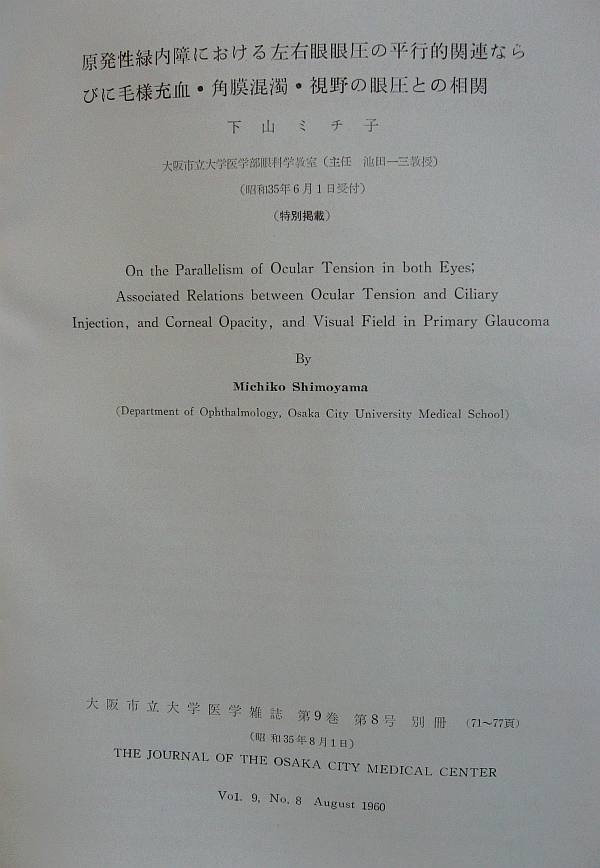 原発性緑内障における左右眼眼圧の平行的関連なら
びに毛様充血・角膜混濁・視野の眼圧との相関
下山ミチ子
大阪市立大学医学部眼科学教室（主任　池田一三教授）
（昭和35年6月1日受付）
（特別掲載）
On the Parallelism of Ocular Tension in both Eyes;
Associated Relations between Ocular Tension and Ciliary
Injection, and Corneal Opacity, and Visual Field in Primary Glaucoma
By
Michiko Shimoyama
(Department of Ophthalmology, Osaka City University Medical School)
大阪市立大学医学雑誌　第9巻　第8号　別冊　（71～77頁）
（昭和35年8月1日）
THE JOURNAL OF THE OSAKA CITY MEDICAL CENTER
Vol. 9, No. 8 August 1960